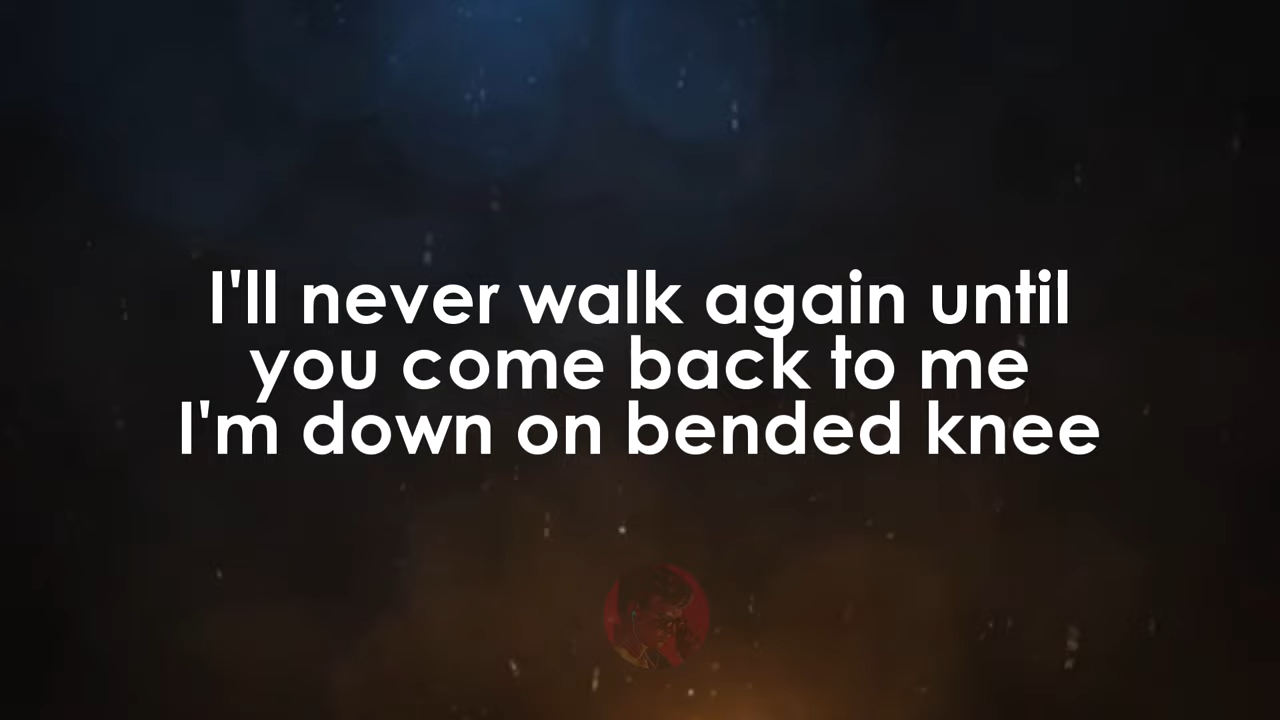 I'll never walk again until
you come back to me
I'm down on bended knee